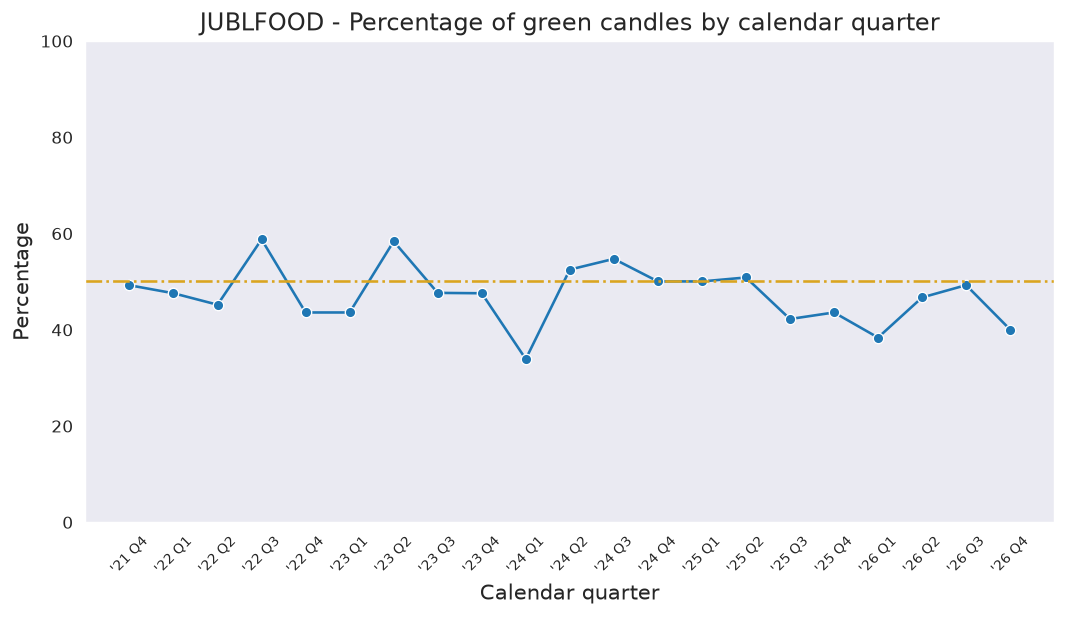 JUBLFOOD - Percentage of green candles by calendar quarter
100
80
60
40
20
0
Percentage
'21 Q4
'22 Q1
'22 Q2
'22 Q3
'22 Q4
'23 Q1
'23 Q2
'23 Q3
'23 Q4
'24 Q1
'24 Q2
'24 Q3
'24 Q4
'25 Q1
'25 Q2
'25 Q3
'25 Q4
'26 Q1
'26 Q2
'26 Q3
'26 Q4
Calendar quarter